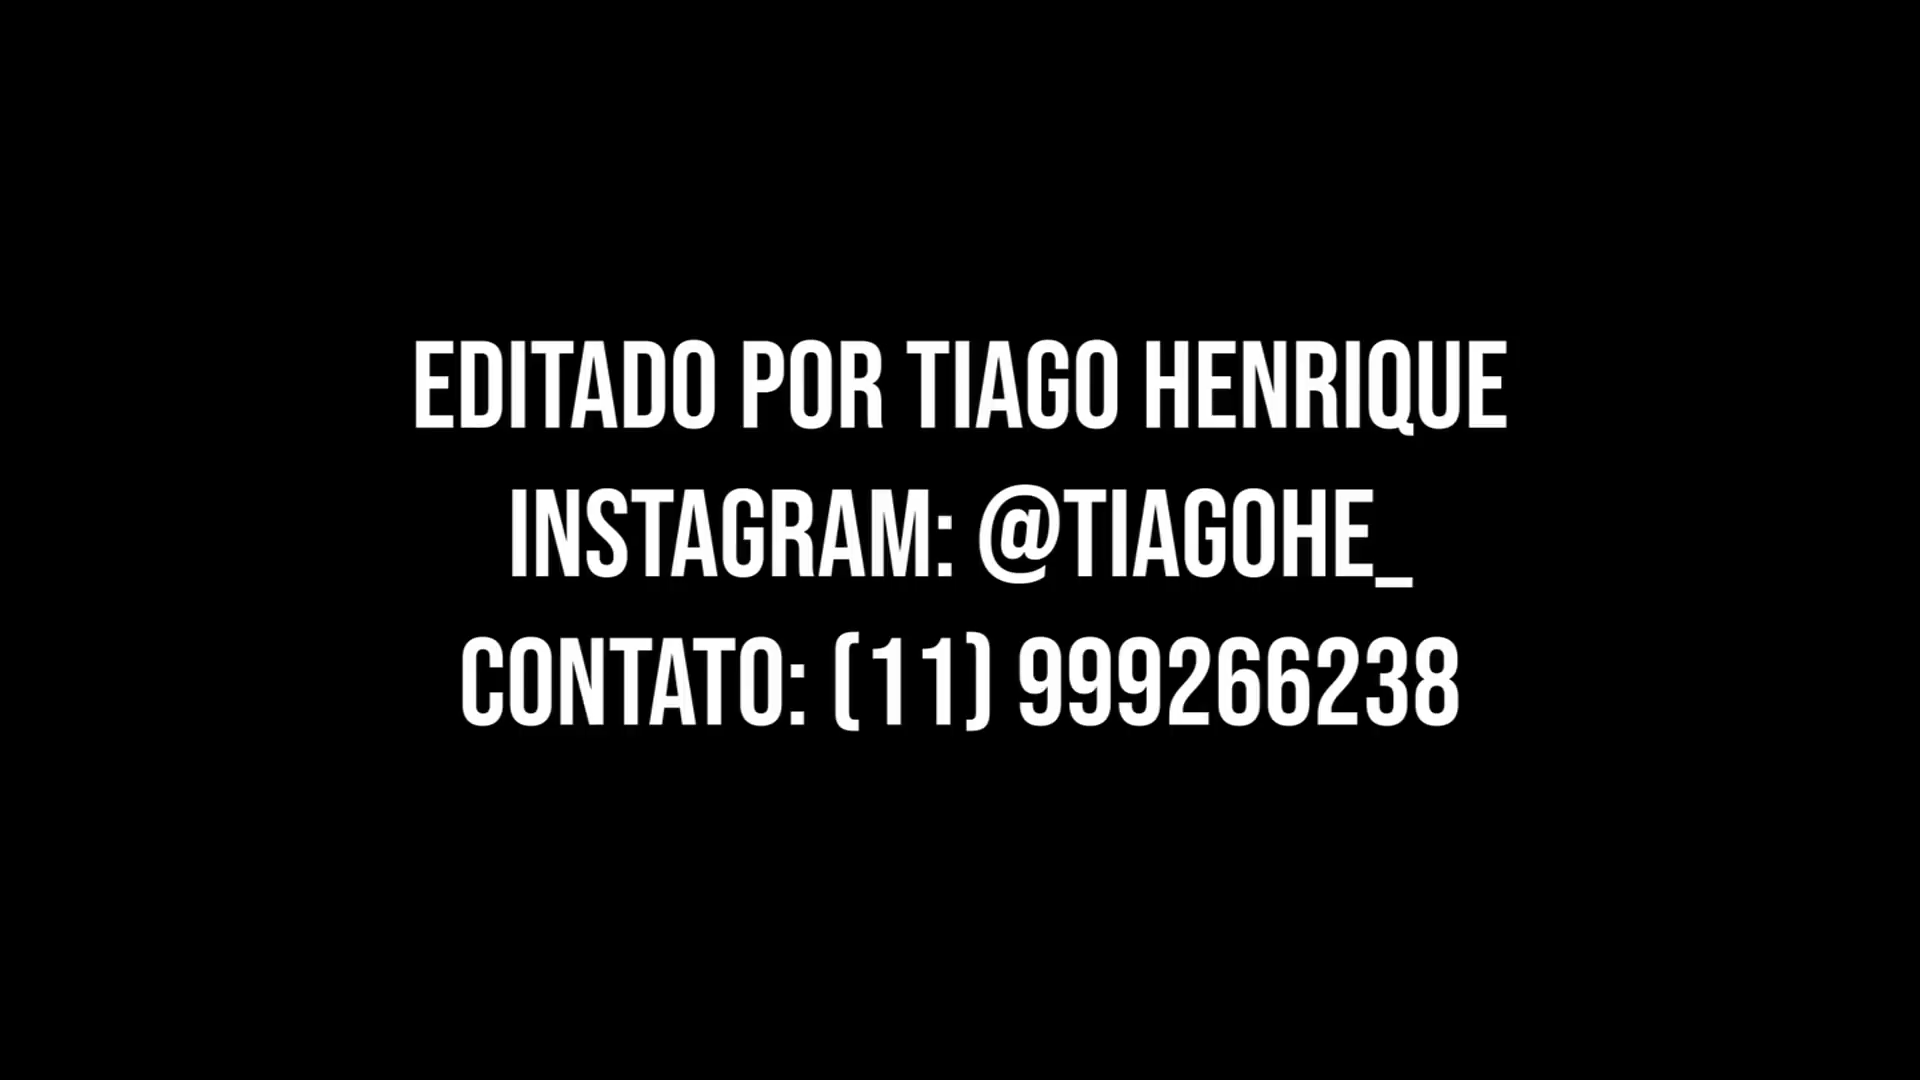 EDITADO POR TIAGO HENRIQUE
INSTAGRAM: @TIAGOHE_
CONTATO: (11) 999266238